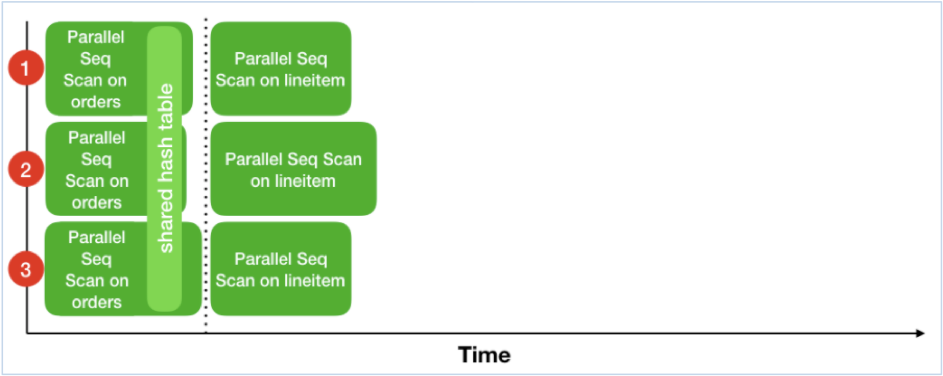 1
Parallel
Seq
Scan on
orders
Parallel Seq
Scan on lineitem
2
Parallel
Seq
Scan on
orders
Parallel Seq Scan
on lineitem
3
Parallel
Seq
Scan on
orders
Parallel Seq
Scan on lineitem
shared hash table
Time